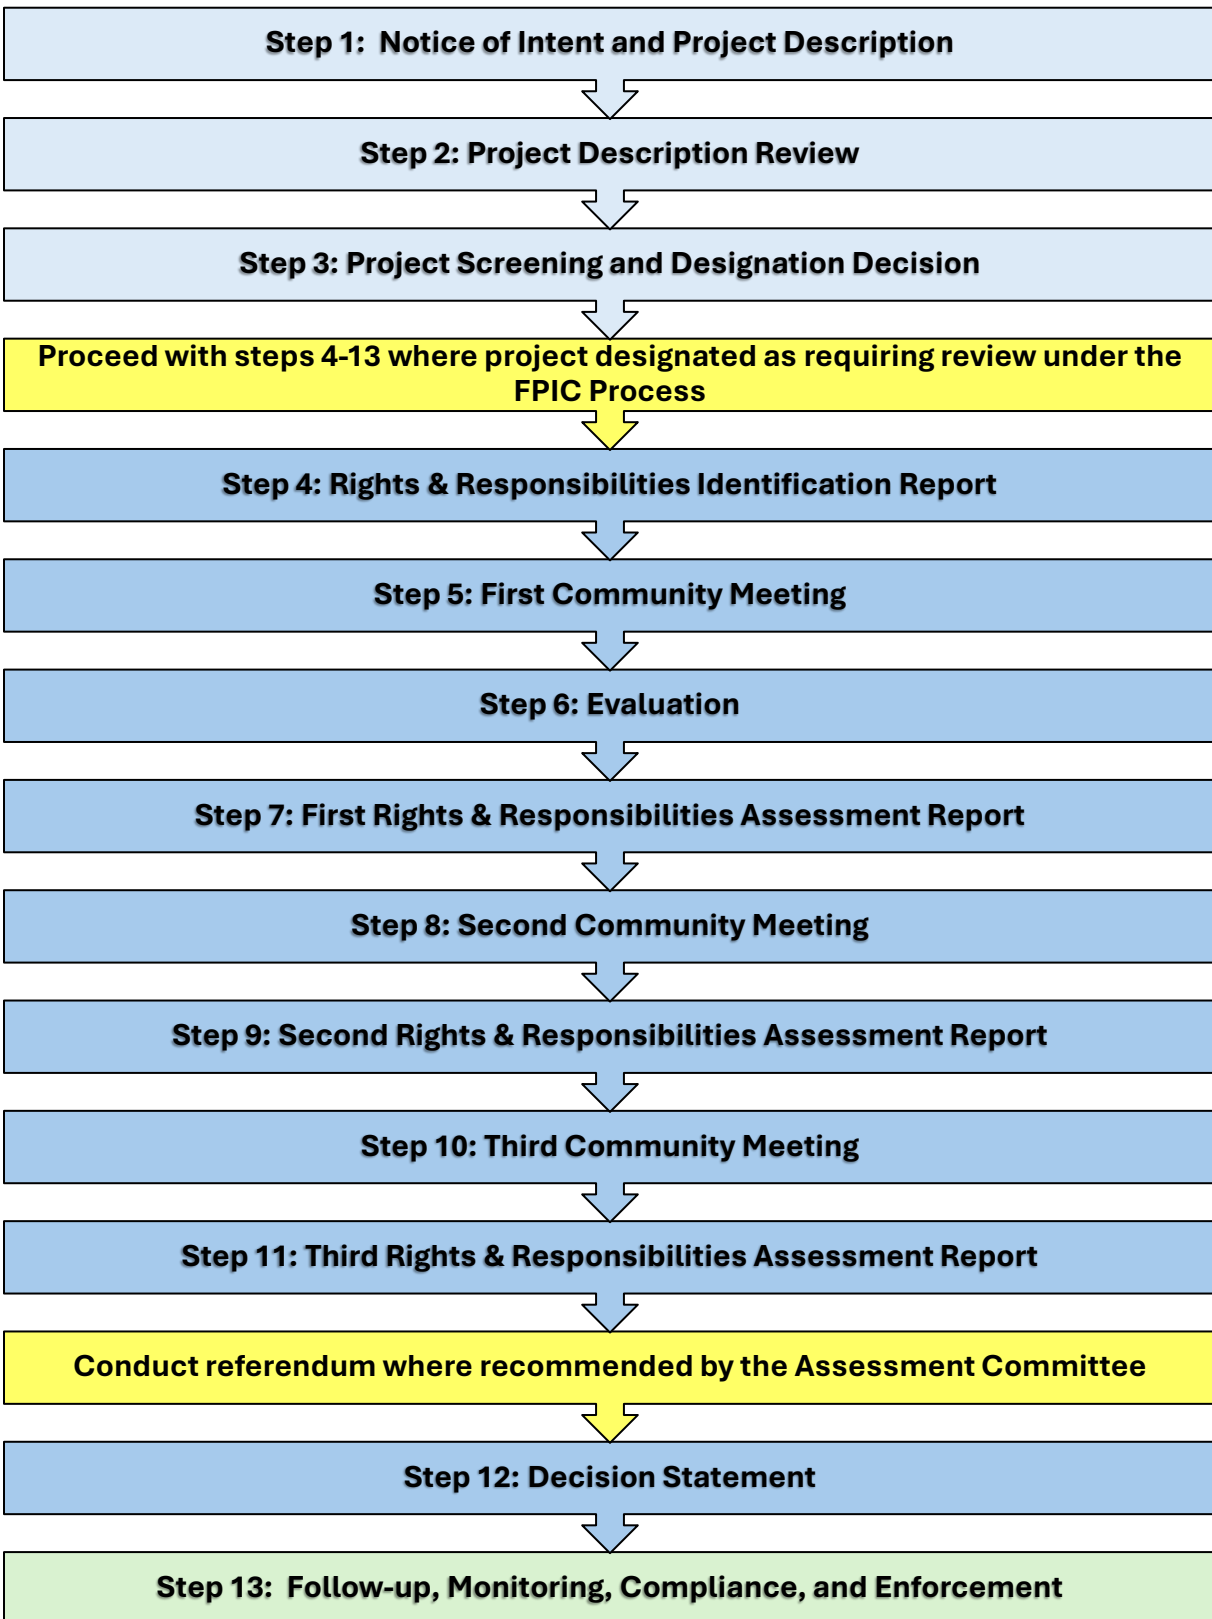 Step 1:  Notice of Intent and Project Description
Step 2: Project Description Review
Step 3: Project Screening and Designation Decision
Proceed with steps 4-13 where project designated as requiring review under the
FPIC Process
Step 4: Rights & Responsibilities Identification Report
Step 5: First Community Meeting
Step 6: Evaluation
Step 7: First Rights & Responsibilities Assessment Report
Step 8: Second Community Meeting
Step 9: Second Rights & Responsibilities Assessment Report
Step 10: Third Community Meeting
Step 11: Third Rights & Responsibilities Assessment Report
Conduct referendum where recommended by the Assessment Committee
Step 12: Decision Statement
Step 13:  Follow-up, Monitoring, Compliance, and Enforcement